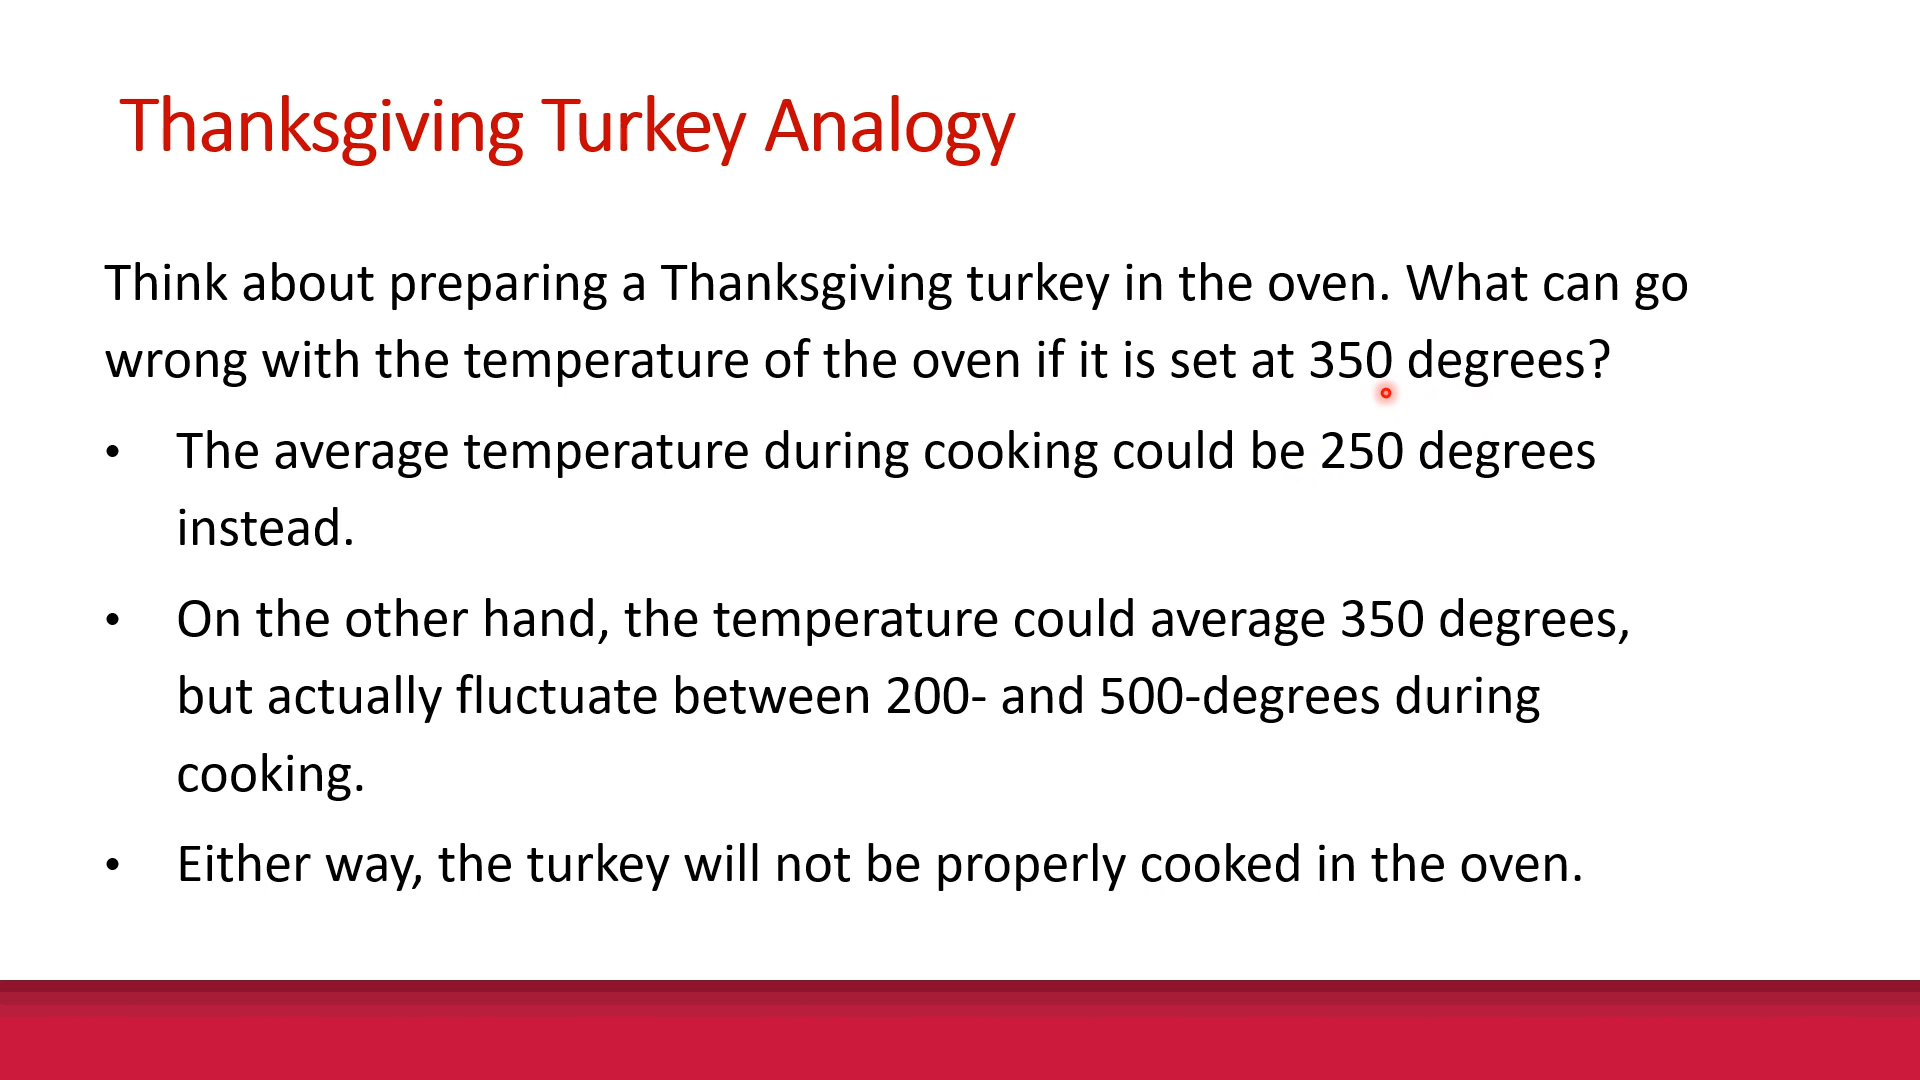 Thanksgiving Turkey Analogy
Think about preparing a Thanksgiving turkey in the oven. What can go
wrong with the temperature of the oven if it is set at 350 degrees?
• The average temperature during cooking could be 250 degrees
instead.
• On the other hand, the temperature could average 350 degrees,
but actually fluctuate between 200- and 500-degrees during
cooking.
• Either way, the turkey will not be properly cooked in the oven.